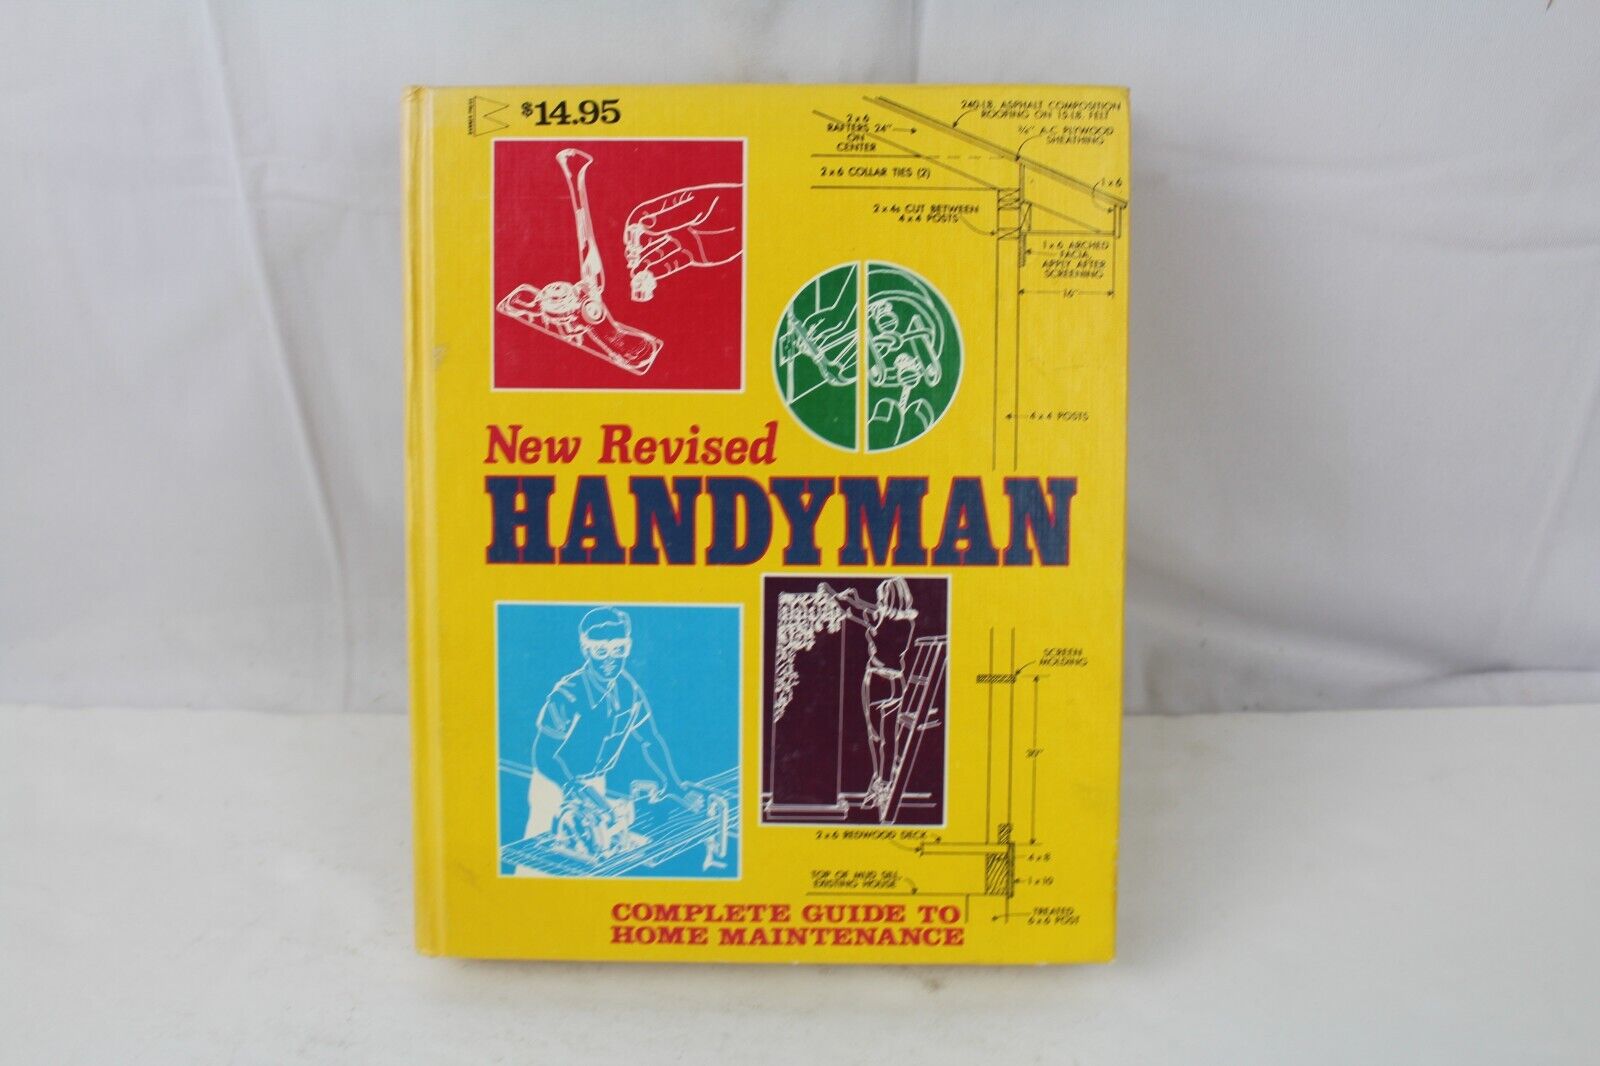 $14.95
240-LB. ASPHALT COMPOSITION
ROOFING ON 15-LB. FELT
2 x 6
RAFTERS 24"
ON
CENTER
A.C. PLYWOOD
SHEATHING
2 x 6 COLLAR TIES (2)
1 x 6
2 x 4s CUT BETWEEN
4 x 4 POSTS
1 x 6 ARCHED
FACIA,
APPLY AFTER
SCREENING
16"
4 x 4 POSTS
New Revised
HANDYMAN
SCREEN
MOLDING
30"
2 x 6 REDWOOD DECK
4 x 8
TOP OF MUD SILL
EXISTING HOUSE
1 x 10
TREATED
6 x 6 POST
COMPLETE GUIDE TO
HOME MAINTENANCE